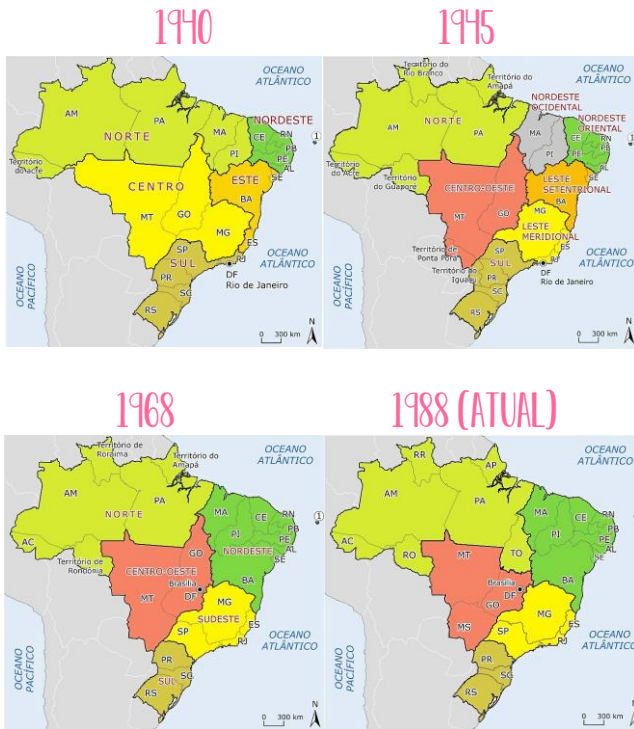 1940
OCEANO
ATLÂNTICO
AM
PA
NORTE
MA
PI
NORDESTE
CE
RN
PB
PE
AL
SE
1
Território
do acre
CENTRO
ESTE
BA
MT
GO
MG
ES
SP
RJ
SUL
PR
DF
Rio de Janeiro
SC
RS
OCEANO
PACÍFICO
OCEANO
ATLÂNTICO
N
0 300 km
1945
Território do
Rio Branco
Território do
Amapá
OCEANO
ATLÂNTICO
NORDESTE
OCIDENTAL
NORDESTE
ORIENTAL
AM
NORTE
PA
MA
PI
CE
RN
PB
PE
AL
SE
1
Território
do Acre
Território
do Guaporé
CENTRO-OESTE
LESTE
SETENTRIONAL
BA
MT
GO
MG
LESTE
MERIDIONAL
ES
RJ
Território de
Ponta Porã
SP
SUL
Território do
Iguaçu
PR
DF
Rio de Janeiro
SC
RS
OCEANO
PACÍFICO
OCEANO
ATLÂNTICO
N
0 300 km
1968
Território de
Roraima
Território do
Amapá
OCEANO
ATLÂNTICO
AM
PA
NORTE
MA
CE
RN
PB
PE
AL
SE
PI
1
AC
Território de
Rondônia
GO
NORDESTE
CENTRO-OESTE
Brasília
DF
BA
MT
MG
SUDESTE
ES
SP
RJ
PR
SC
SUL
RS
OCEANO
PACÍFICO
OCEANO
ATLÂNTICO
N
0 300 km
1988 (ATUAL)
RR
AP
OCEANO
ATLÂNTICO
AM
PA
MA
CE
RN
PB
PE
AL
SE
PI
1
AC
RO
TO
MT
BA
Brasília
DF
GO
MG
MS
ES
SP
RJ
PR
SC
RS
OCEANO
PACÍFICO
OCEANO
ATLÂNTICO
N
0 300 km